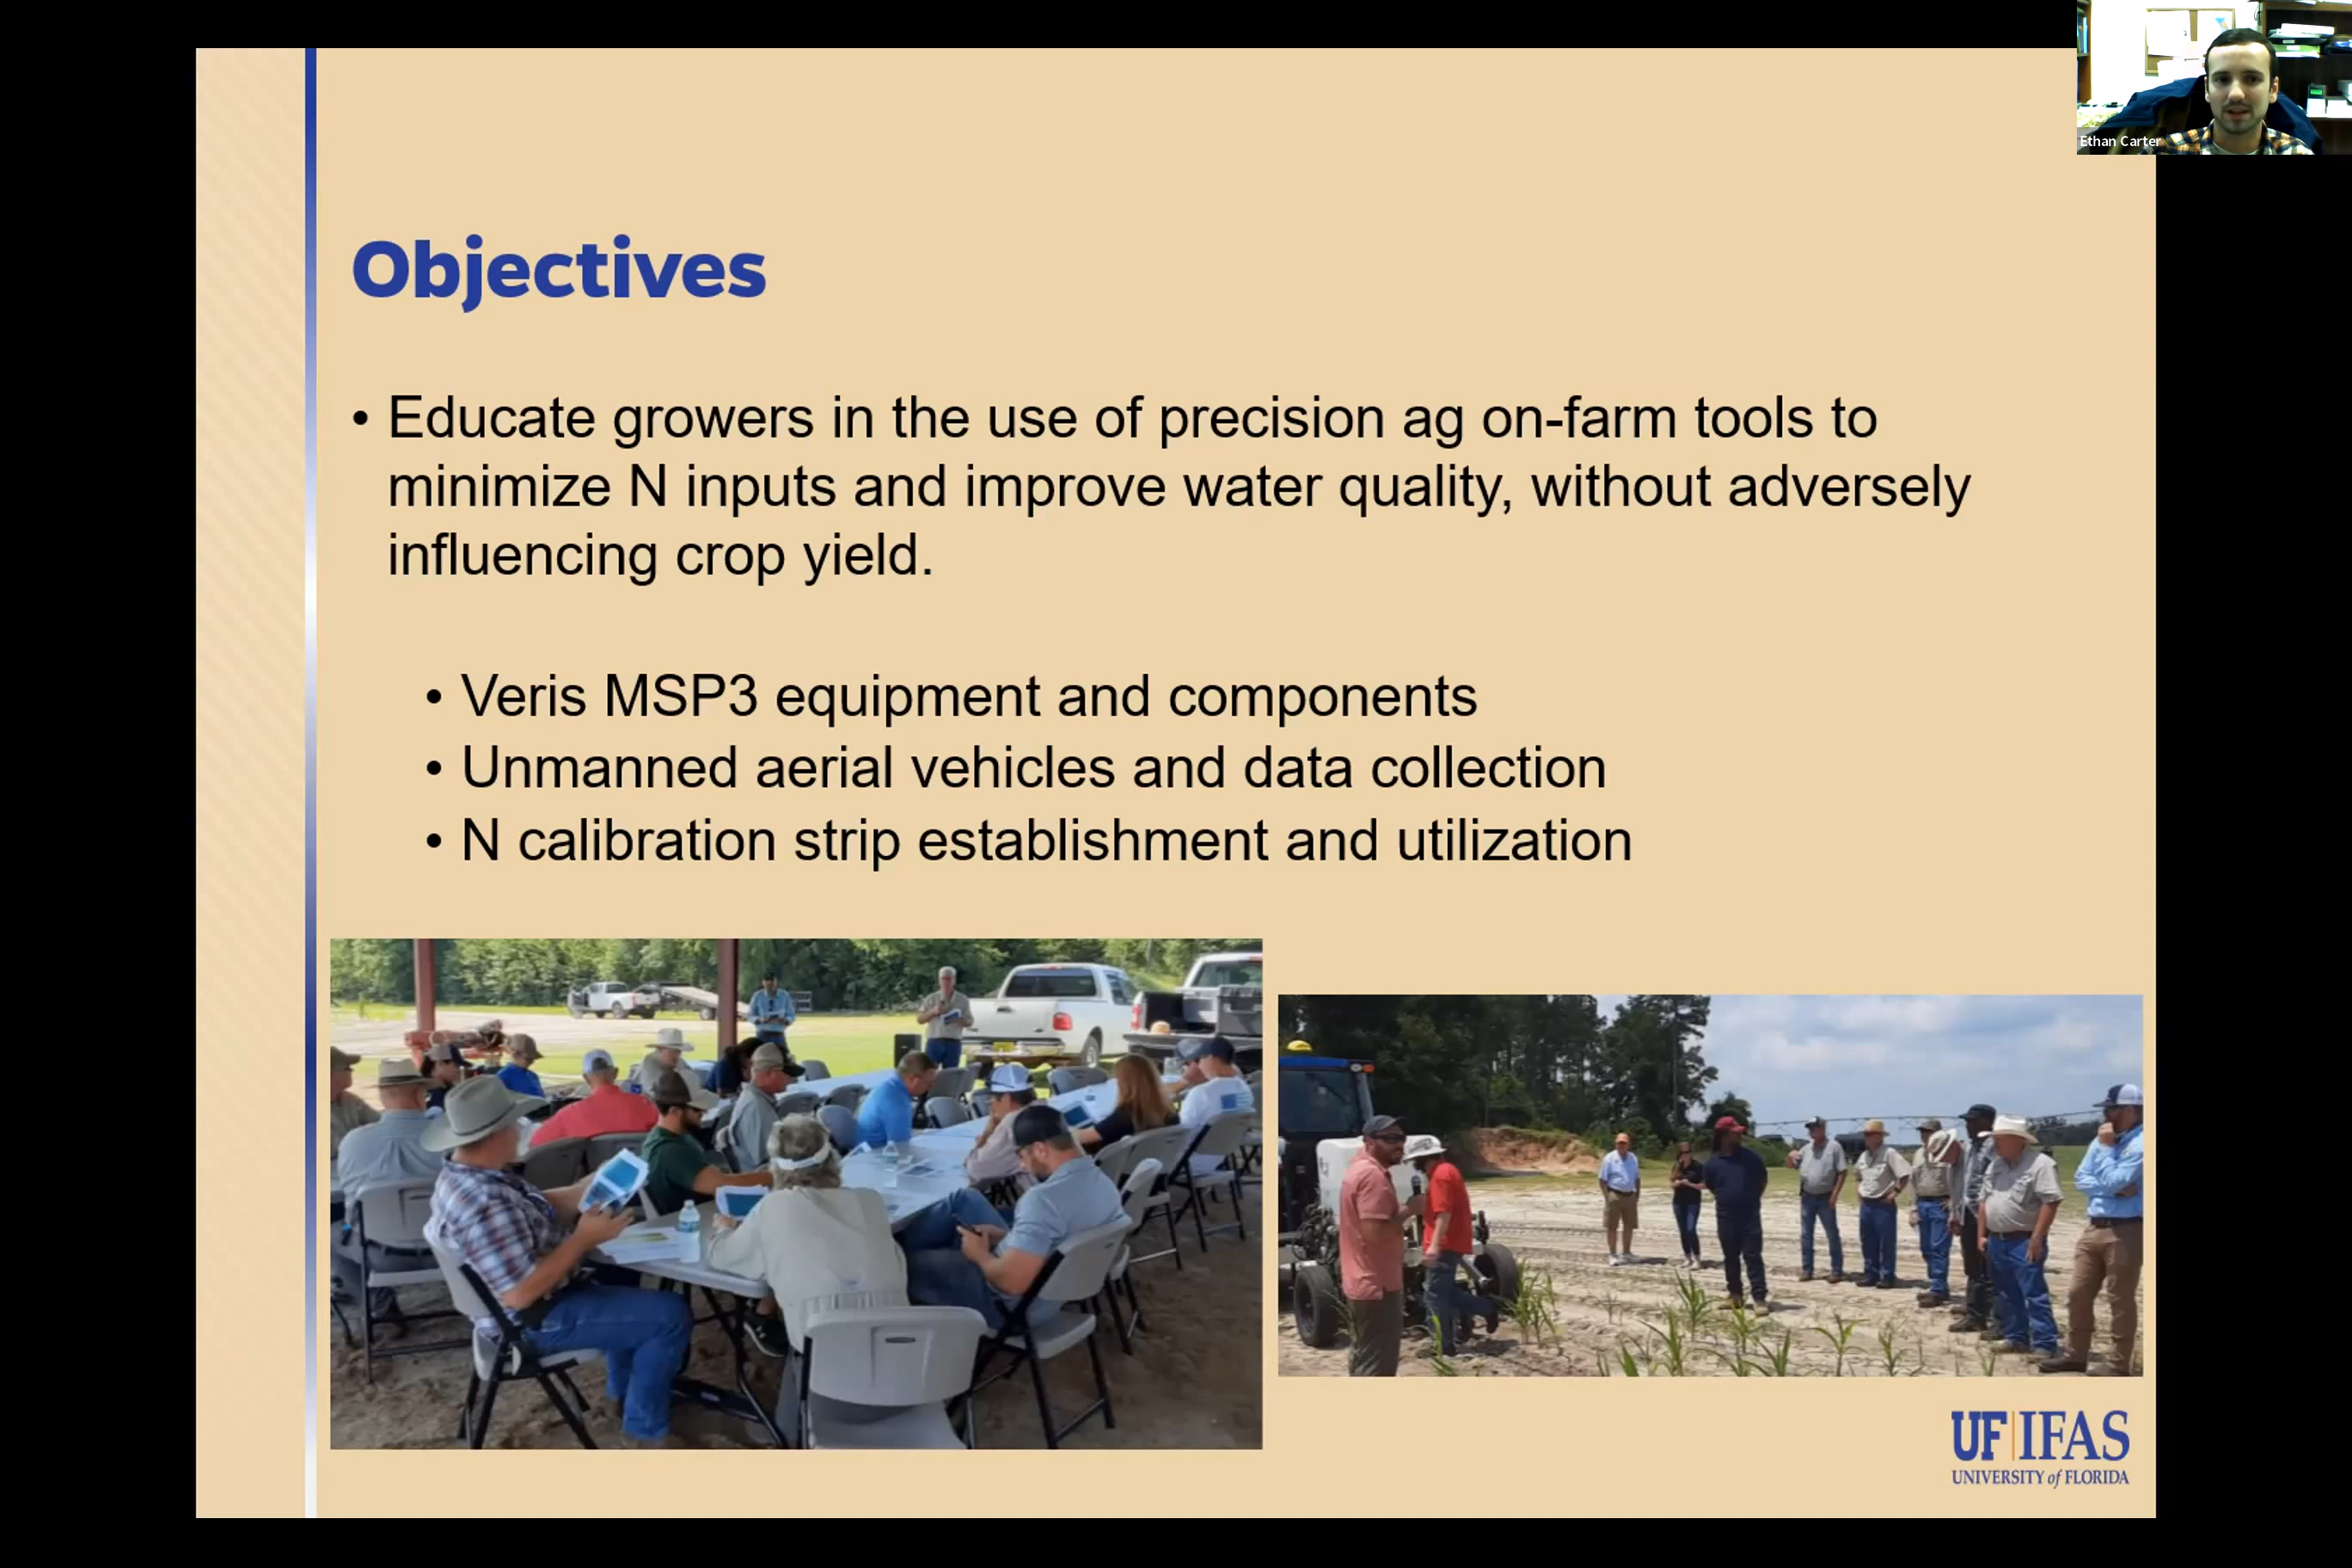 Ethan Carter
Objectives
• Educate growers in the use of precision ag on-farm tools to
minimize N inputs and improve water quality, without adversely
influencing crop yield.
• Veris MSP3 equipment and components
• Unmanned aerial vehicles and data collection
• N calibration strip establishment and utilization
UF|IFAS
UNIVERSITY of FLORIDA